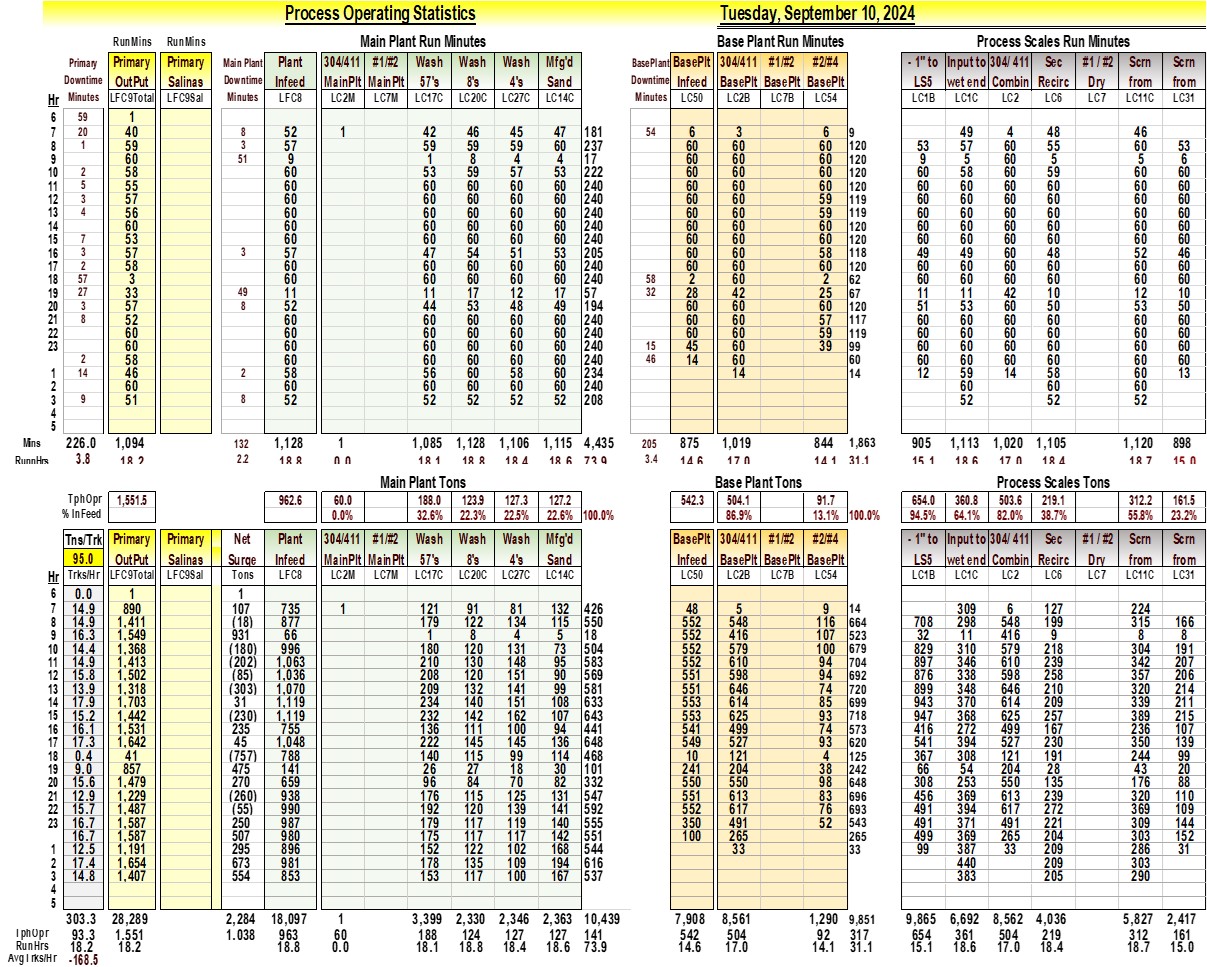 Process Operating Statistics Tuesday, September 10, 2024
RunMins RunMins Main Plant Run Minutes Base Plant Run Minutes Process Scales Run Minutes
Primary Primary Primary Main Plant Plant 304/411 #1/#2 Wash Wash Wash Mfg'd BasePlant BasePlt 304/411 #1/#2 #2/#4 - 1" to Input to 304/ 411 Sec #1 / #2 Scrn Scrn
Downtime OutPut Salinas Downtime Infeed MainPlt MainPlt 57's 8's 4's Sand Downtime Infeed BasePlt BasePlt BasePlt LS5 wet end Combin Recirc Dry from from
Hr Minutes LFC9Total LFC9Sal Minutes LFC8 LC2M LC7M LC17C LC20C LC27C LC14C Minutes LC50 LC2B LC7B LC54 LC1B LC1C LC2 LC6 LC7 LC11C LC31
6 59 1
7 20 40 8 52 1 42 46 45 47 181 54 6 3 6 9 49 4 48 46
8 1 59 3 57 59 59 59 60 237 60 60 60 120 53 57 60 55 60 53
9 60 51 9 1 8 4 4 17 60 60 60 120 9 5 60 5 5 6
10 2 58 60 53 59 57 53 222 60 60 60 120 60 58 60 59 60 60
11 5 55 60 60 60 60 60 240 60 60 60 120 60 60 60 60 60 60
12 3 57 60 60 60 60 60 240 60 60 59 119 60 60 60 60 60 60
13 4 56 60 60 60 60 60 240 60 60 59 119 60 60 60 60 60 60
14 60 60 60 60 60 60 240 60 60 60 120 60 60 60 60 60 60
15 7 53 60 60 60 60 60 240 60 60 60 120 60 60 60 60 60 60
16 3 57 3 57 47 54 51 53 205 60 60 58 118 49 49 60 48 52 46
17 2 58 60 60 60 60 60 240 60 60 60 120 60 60 60 60 60 60
18 57 3 60 60 60 60 60 240 58 2 60 2 62 60 60 60 60 60 60
19 27 33 49 11 11 17 12 17 57 32 28 42 25 67 11 11 42 10 12 10
20 3 57 8 52 44 53 48 49 194 60 60 60 120 51 53 60 50 53 50
21 8 52 60 60 60 60 60 240 60 60 57 117 60 60 60 60 60 60
22 60 60 60 60 60 60 240 60 60 59 119 60 60 60 60 60 60
23 60 60 60 60 60 60 240 15 45 60 39 99 60 60 60 60 60 60
2 58 60 60 60 60 60 240 46 14 60 60 60 60 60 60 60 60
1 14 46 2 58 56 60 58 60 234 14 14 12 59 14 58 60 13
2 60 60 60 60 60 60 240 60 60 60
3 9 51 8 52 52 52 52 52 208 52 52 52
4
5
Mins 226.0 1,094 132 1,128 1 1,085 1,128 1,106 1,115 4,435 205 875 1,019 844 1,863 905 1,113 1,020 1,105 1,120 898
RunnHrs 3.8 18.2 2.2 18.8 0.0 18.1 18.8 18.4 18.6 73.9 3.4 14.6 17.0 14.1 31.1 15.1 18.6 17.0 18.4 18.7 15.0
Main Plant Tons Base Plant Tons Process Scales Tons
TphOpr 1,551.5 962.6 60.0 188.0 123.9 127.3 127.2 542.3 504.1 91.7 654.0 360.8 503.6 219.1 312.2 161.5
% InFeed 0.0% 32.6% 22.3% 22.5% 22.6% 100.0% 86.9% 13.1% 100.0% 94.5% 64.1% 82.0% 38.7% 55.8% 23.2%
Tns/Trk Primary Primary Net Plant 304/411 #1/#2 Wash Wash Wash Mfg'd BasePlt 304/411 #1/#2 #2/#4 - 1" to Input to 304/ 411 Sec #1 / #2 Scrn Scrn
95.0 OutPut Salinas Surge Infeed MainPlt MainPlt 57's 8's 4's Sand Infeed BasePlt BasePlt BasePlt LS5 wet end Combin Recirc Dry from from
Hr Trks/Hr LFC9Total LFC9Sal Tons LFC8 LC2M LC7M LC17C LC20C LC27C LC14C LC50 LC2B LC7B LC54 LC1B LC1C LC2 LC6 LC7 LC11C LC31
6 0.0 1 1
7 14.9 890 107 735 1 121 91 81 132 426 48 5 9 14 309 6 127 224
8 14.9 1,411 (18) 877 179 122 134 115 550 552 548 116 664 708 298 548 199 315 166
9 16.3 1,549 931 66 1 8 4 5 18 552 416 107 523 32 11 416 9 8 8
10 14.4 1,368 (180) 996 180 120 131 73 504 552 579 100 679 829 310 579 218 304 191
11 14.9 1,413 (202) 1,063 210 130 148 95 583 552 610 94 704 897 346 610 239 342 207
12 15.8 1,502 (85) 1,036 208 120 151 90 569 551 598 94 692 876 338 598 258 357 206
13 13.9 1,318 (303) 1,070 209 132 141 99 581 551 646 74 720 899 348 646 210 320 214
14 17.9 1,703 31 1,119 234 140 151 108 633 553 614 85 699 943 370 614 209 339 211
15 15.2 1,442 (230) 1,119 232 142 162 107 643 553 625 93 718 947 368 625 257 389 215
16 16.1 1,531 235 755 136 111 100 94 441 541 499 74 573 416 272 499 167 236 107
17 17.3 1,642 45 1,048 222 145 145 136 648 549 527 93 620 541 394 527 230 350 139
18 0.4 41 (757) 788 140 115 99 114 468 10 121 4 125 367 308 121 191 244 99
19 9.0 857 475 141 26 27 18 30 101 241 204 38 242 66 54 204 28 43 20
20 15.6 1,479 270 659 96 84 70 82 332 550 550 98 648 308 253 550 135 176 88
21 12.9 1,229 (260) 938 176 115 125 131 547 551 613 83 696 456 369 613 239 320 110
22 15.7 1,487 (55) 990 192 120 139 141 592 552 617 76 693 491 394 617 272 369 109
23 16.7 1,587 250 987 179 117 119 140 555 350 491 52 543 491 371 491 221 309 144
16.7 1,587 507 980 175 117 117 142 551 100 265 265 499 369 265 204 303 152
1 12.5 1,191 295 896 152 122 102 168 544 33 33 99 387 33 209 286 31
2 17.4 1,654 673 981 178 135 109 194 616 440 209 303
3 14.8 1,407 554 853 153 117 100 167 537 383 205 290
4
5
303.3 28,289 2,284 18,097 1 3,399 2,330 2,346 2,363 10,439 7,908 8,561 1,290 9,851 9,865 6,692 8,562 4,036 5,827 2,417
TphOpr 93.3 1,551 1.038 963 60 188 124 127 127 141 542 504 92 317 654 361 504 219 312 161
RunHrs 18.2 18.2 18.8 0.0 18.1 18.8 18.4 18.6 73.9 14.6 17.0 14.1 31.1 15.1 18.6 17.0 18.4 18.7 15.0
AvgTrks/Hr -168.5